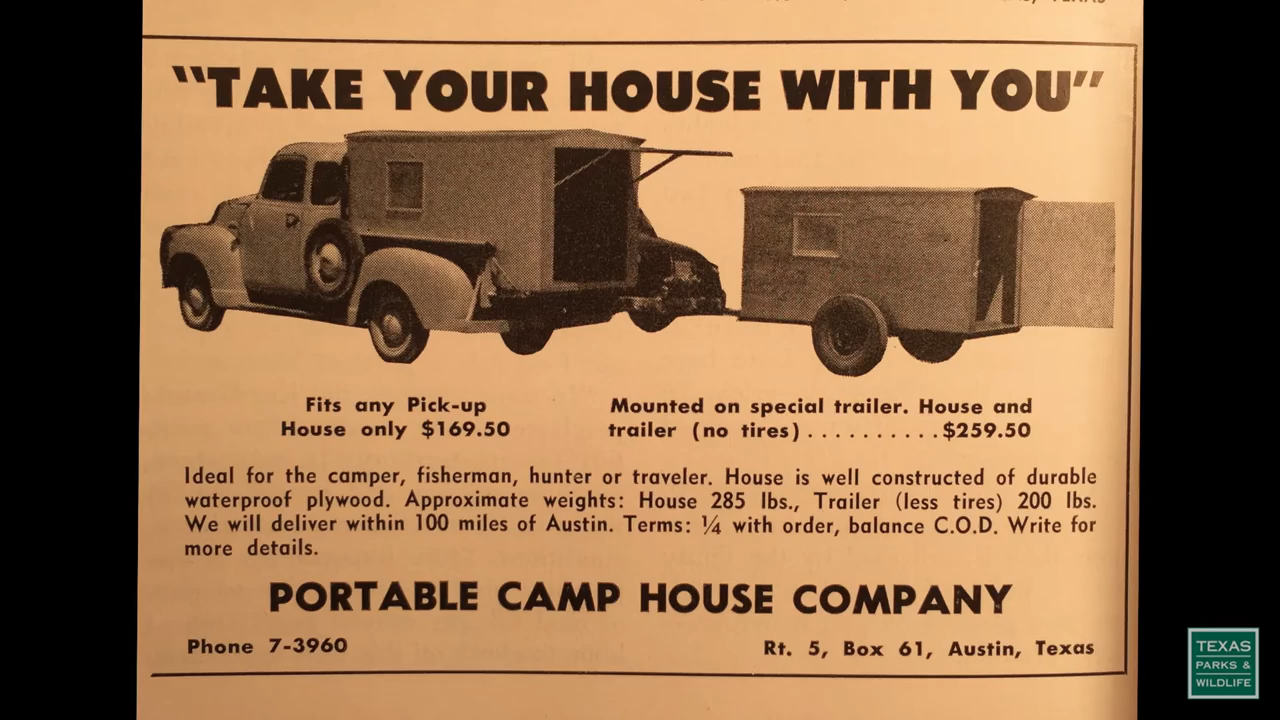 "TAKE YOUR HOUSE WITH YOU"
Fits any Pick-up
House only $169.50
Mounted on special trailer. House and
trailer (no tires) . . . . . . . . . . $259.50
Ideal for the camper, fisherman, hunter or traveler. House is well constructed of durable
waterproof plywood. Approximate weights: House 285 lbs., Trailer (less tires) 200 lbs.
We will deliver within 100 miles of Austin. Terms: ¼ with order, balance C.O.D. Write for
more details.
PORTABLE CAMP HOUSE COMPANY
Phone 7-3960
Rt. 5, Box 61, Austin, Texas
TEXAS
PARKS &
WILDLIFE